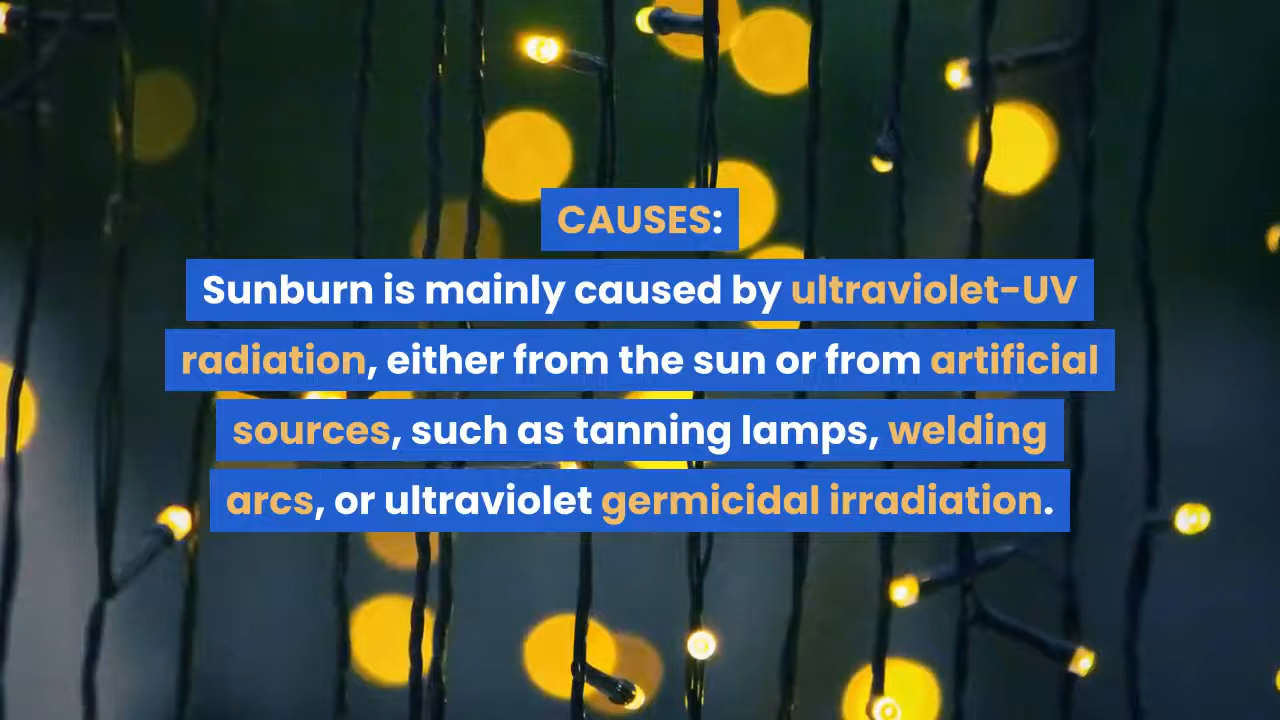 CAUSES:
Sunburn is mainly caused by ultraviolet-UV
radiation, either from the sun or from artificial
sources, such as tanning lamps, welding
arcs, or ultraviolet germicidal irradiation.